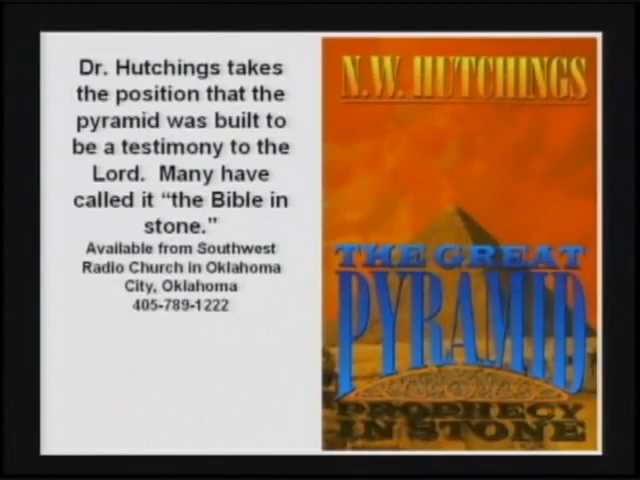 Dr. Hutchings takes
the position that the
pyramid was built to
be a testimony to the
Lord.  Many have
called it “the Bible in
stone.”
Available from Southwest
Radio Church in Oklahoma
City, Oklahoma
405-789-1222
N.W. HUTCHINGS
THE GREAT
PYRAMID
PROPHECY
IN STONE